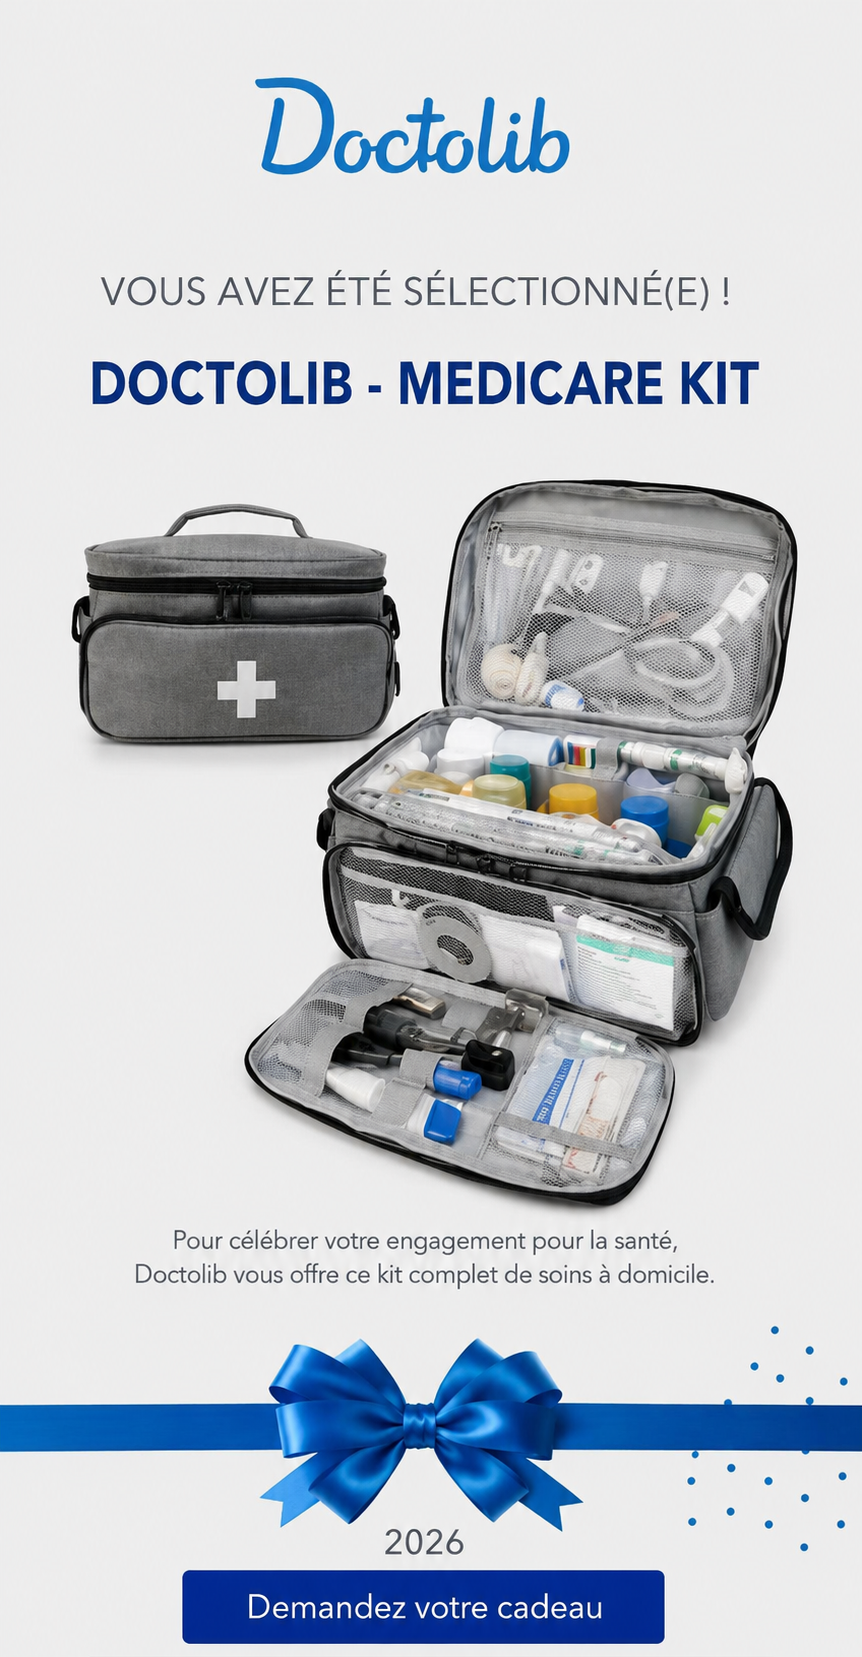 Doctolib
VOUS AVEZ ÉTÉ SÉLECTIONNÉ(E) !
DOCTOLIB - MEDICARE KIT
Pour célébrer votre engagement pour la santé,
Doctolib vous offre ce kit complet de soins à domicile.
2026
Demandez votre cadeau